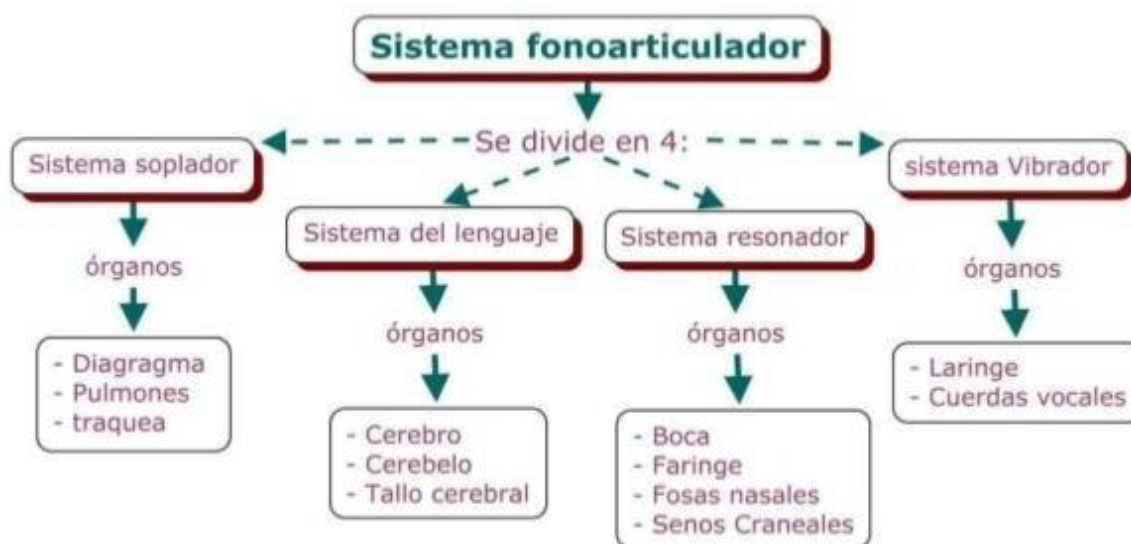 Sistema fonoarticulador
Se divide en 4:
Sistema soplador
órganos
- Diagragma
- Pulmones
- traquea
Sistema del lenguaje
órganos
- Cerebro
- Cerebelo
- Tallo cerebral
Sistema resonador
órganos
- Boca
- Faringe
- Fosas nasales
- Senos Craneales
sistema Vibrador
órganos
- Laringe
- Cuerdas vocales